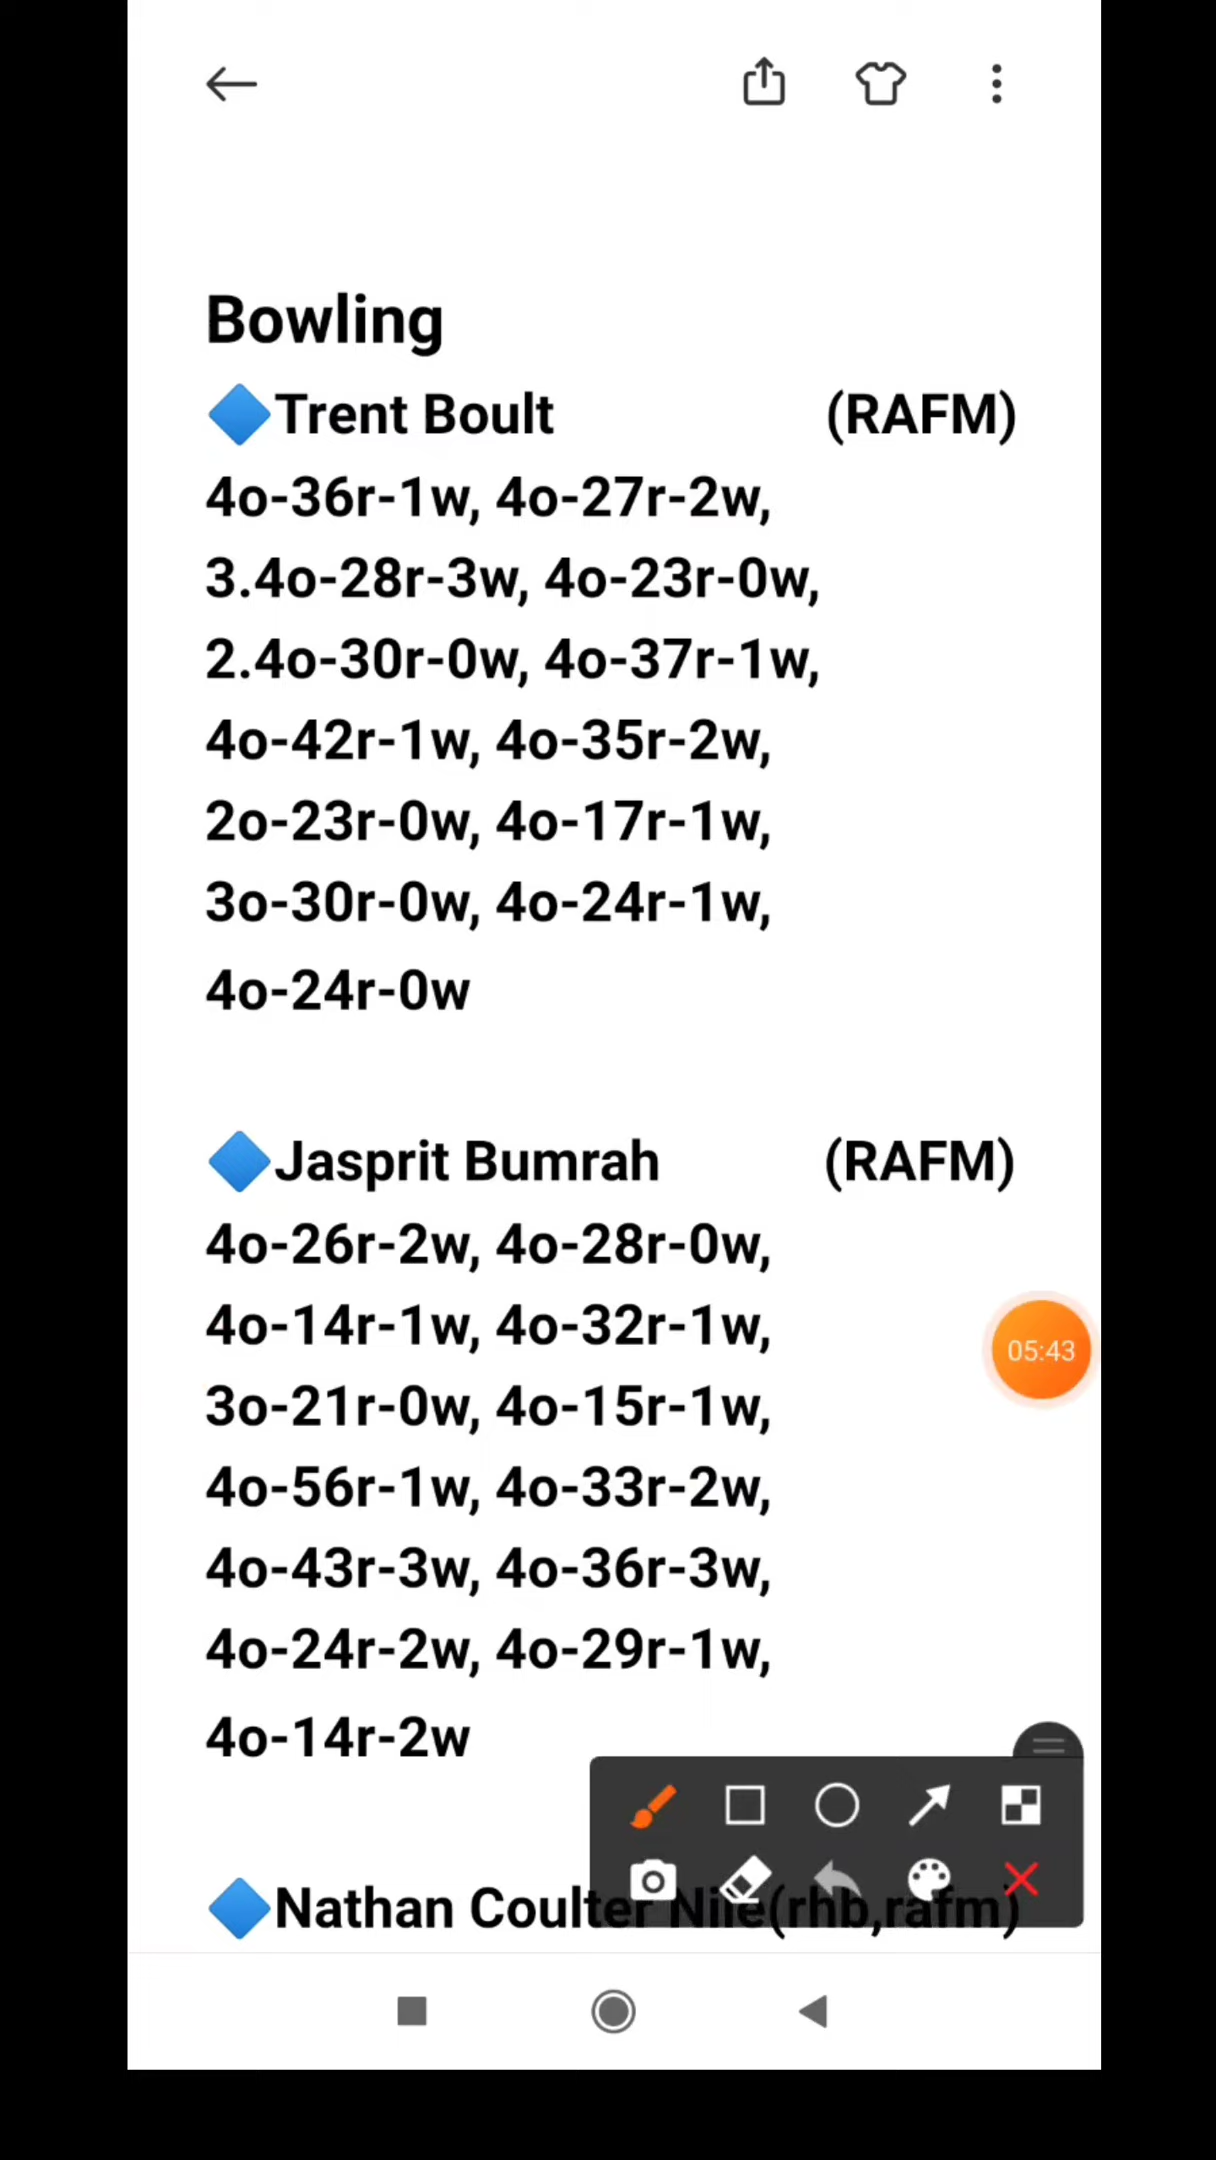 Bowling
🔷Trent Boult (RAFM)
4o-36r-1w, 4o-27r-2w,
3.4o-28r-3w, 4o-23r-0w,
2.4o-30r-0w, 4o-37r-1w,
4o-42r-1w, 4o-35r-2w,
2o-23r-0w, 4o-17r-1w,
3o-30r-0w, 4o-24r-1w,
4o-24r-0w
🔷Jasprit Bumrah (RAFM)
4o-26r-2w, 4o-28r-0w,
4o-14r-1w, 4o-32r-1w,
05:43
3o-21r-0w, 4o-15r-1w,
4o-56r-1w, 4o-33r-2w,
4o-43r-3w, 4o-36r-3w,
4o-24r-2w, 4o-29r-1w,
4o-14r-2w
🔷Nathan Coulter Nile(rhb,rafm)